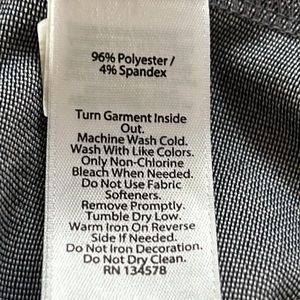 96% Polyester /
4% Spandex
Turn Garment Inside
Out.
Machine Wash Cold.
Wash With Like Colors.
Only Non-Chlorine
Bleach When Needed.
Do Not Use Fabric
Softeners.
Remove Promptly.
Tumble Dry Low.
Warm Iron On Reverse
Side If Needed.
Do Not Iron Decoration.
Do Not Dry Clean.
RN 134578